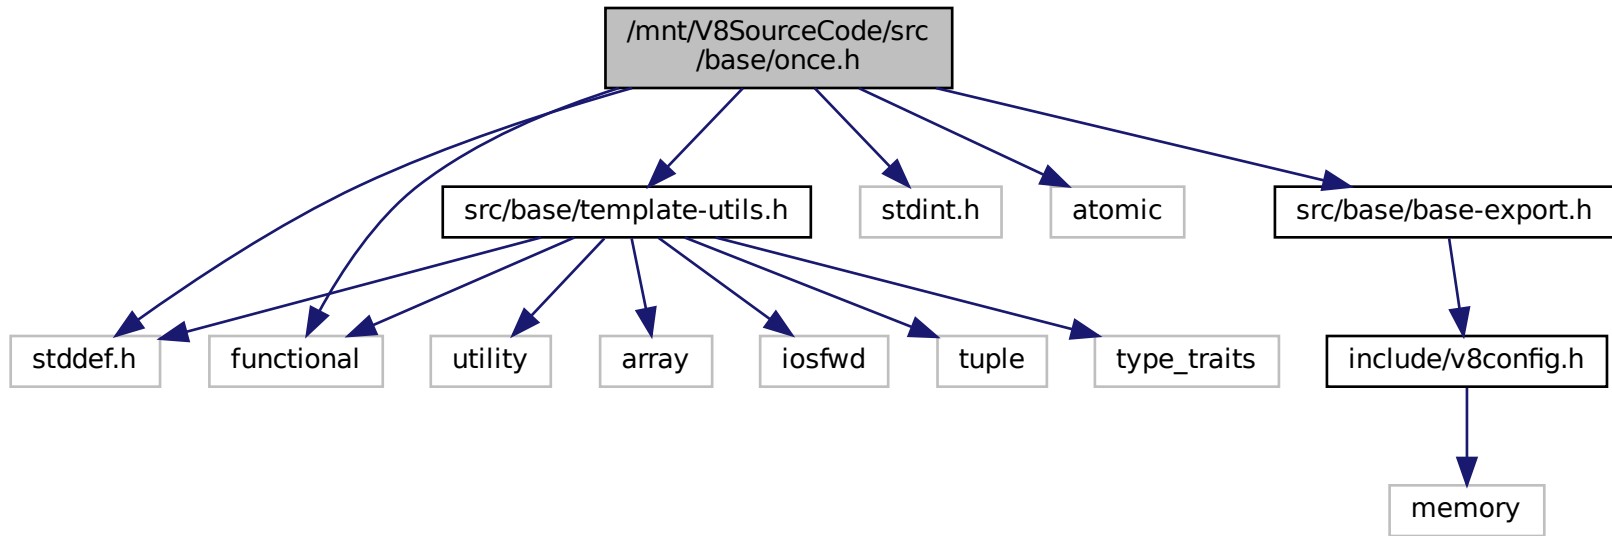 /mnt/V8SourceCode/src
/base/once.h
src/base/template-utils.h
stdint.h
atomic
src/base/base-export.h
stddef.h
functional
utility
array
iosfwd
tuple
type_traits
include/v8config.h
memory